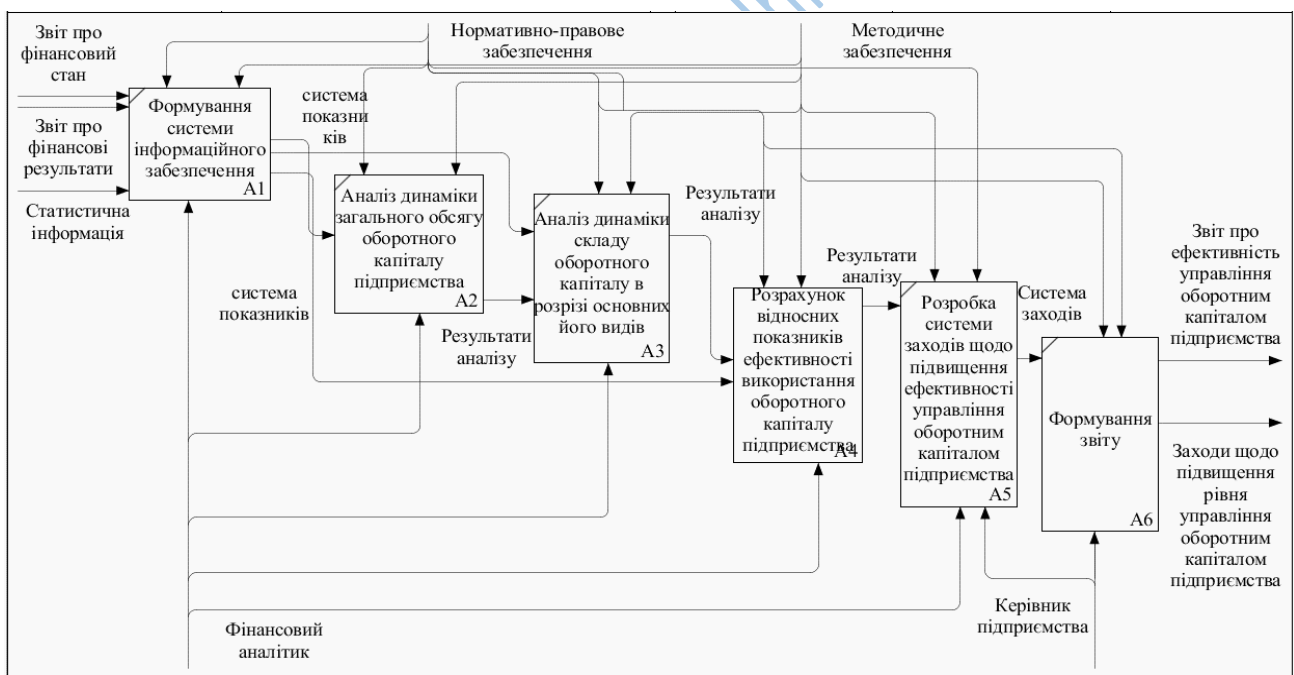 Звіт про
фінансовий
стан
Нормативно-правове
забезпечення
Методичне
забезпечення
Звіт про
фінансові
результати
Статистична
інформація
Формування
системи
інформаційного
забезпечення
A1
система
показни
ків
система
показників
Аналіз динаміки
загального обсягу
оборотного
капіталу
підприємства
A2
Результати
аналізу
Аналіз динаміки
складу
оборотного
капіталу в
розрізі основних
його видів
A3
Результати
аналізу
Розрахунок
відносних
показників
ефективності
використання
оборотного
капіталу
підприємства
A4
Результати
аналізу
Розробка
системи
заходів щодо
підвищення
ефективності
управління
оборотним
капіталом
підприємства
A5
Система
заходів
Формування
звіту
A6
Звіт про
ефективність
управління
оборотним
капіталом
підприємства
Заходи щодо
підвищення
рівня
управління
оборотним
капіталом
підприємства
Фінансовий
аналітик
Керівник
підприємства